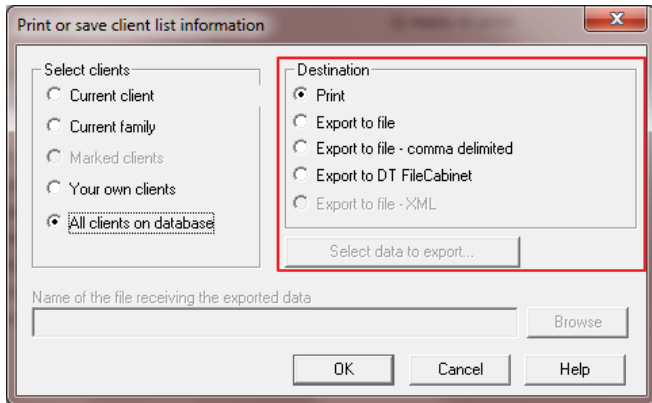 Print or save client list information
Select clients
Current client
Current family
Marked clients
Your own clients
All clients on database
Destination
Print
Export to file
Export to file - comma delimited
Export to DT FileCabinet
Export to file - XML
Select data to export...
Name of the file receiving the exported data
Browse
OK Cancel Help